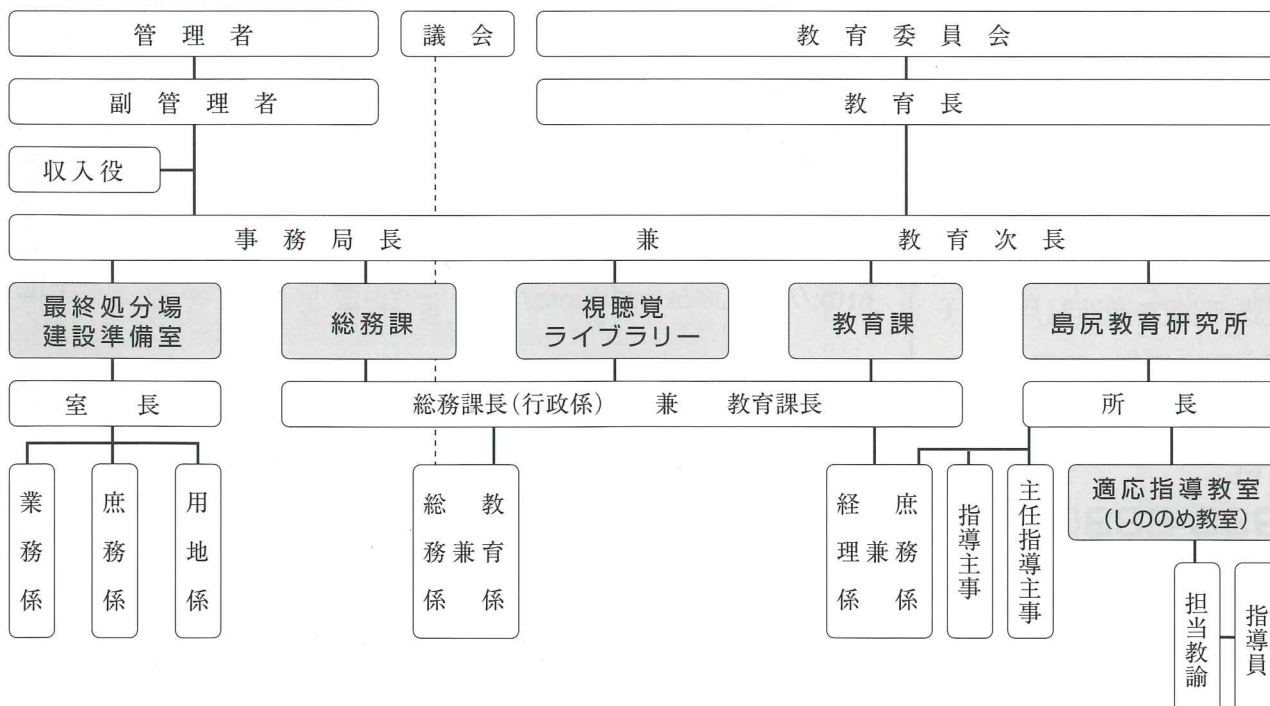 管理者
議会
教育委員会
副管理者
教育長
収入役
事務局長 兼 教育次長
最終処分場
建設準備室
総務課
視聴覚
ライブラリー
教育課
島尻教育研究所
室長
総務課長(行政係) 兼 教育課長
所長
業務係
庶務係
用地係
総務係
兼
教育係
経理係
兼
庶務係
指導主事
主任指導主事
適応指導教室
(しののめ教室)
担当教諭
指導員